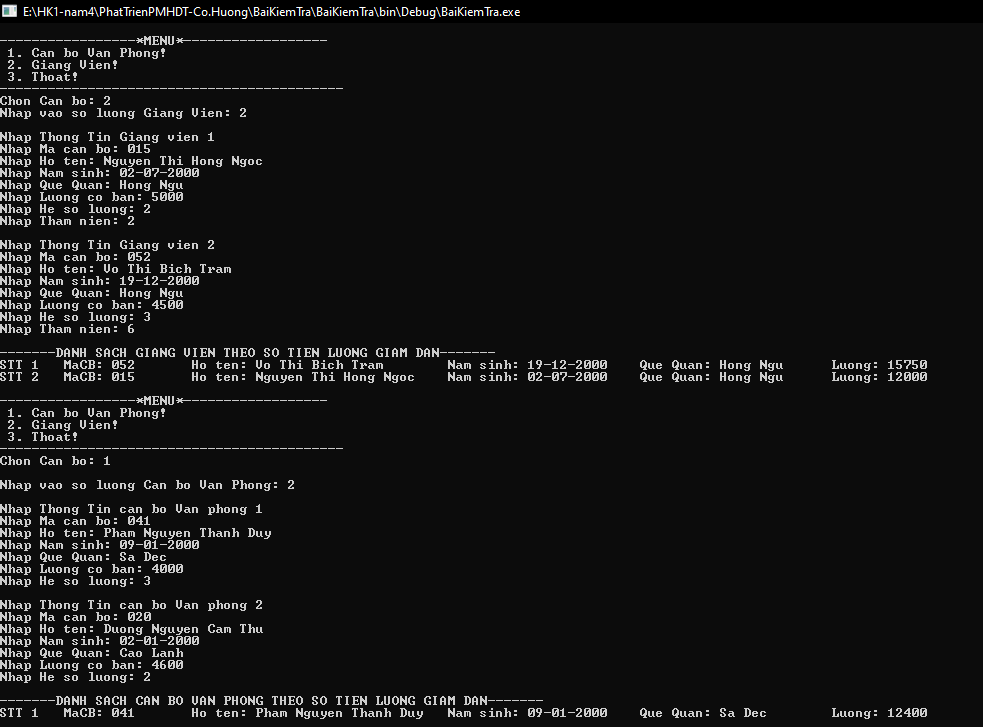 E:\HK1-nam4\PhatTrienPMHDT-Co.Huong\BaiKiemTra\BaiKiemTra\bin\Debug\BaiKiemTra.exe
-----------------*MENU*------------------
1. Can bo Van Phong!
2. Giang Vien!
3. Thoat!
-------------------------------------------
Chon Can bo: 2
Nhap vao so luong Giang Vien: 2
Nhap Thong Tin Giang vien 1
Nhap Ma can bo: 015
Nhap Ho ten: Nguyen Thi Hong Ngoc
Nhap Nam sinh: 02-07-2000
Nhap Que Quan: Hong Ngu
Nhap Luong co ban: 5000
Nhap He so luong: 2
Nhap Tham nien: 2
Nhap Thong Tin Giang vien 2
Nhap Ma can bo: 052
Nhap Ho ten: Vo Thi Bich Tram
Nhap Nam sinh: 19-12-2000
Nhap Que Quan: Hong Ngu
Nhap Luong co ban: 4500
Nhap He so luong: 3
Nhap Tham nien: 6
-------DANH SACH GIANG VIEN THEO SO TIEN LUONG GIAM DAN-------
STT 1 MaCB: 052 Ho ten: Vo Thi Bich Tram Nam sinh: 19-12-2000 Que Quan: Hong Ngu Luong: 15750
STT 2 MaCB: 015 Ho ten: Nguyen Thi Hong Ngoc Nam sinh: 02-07-2000 Que Quan: Hong Ngu Luong: 12000
-----------------*MENU*------------------
1. Can bo Van Phong!
2. Giang Vien!
3. Thoat!
-------------------------------------------
Chon Can bo: 1
Nhap vao so luong Can bo Van Phong: 2
Nhap Thong Tin can bo Van phong 1
Nhap Ma can bo: 041
Nhap Ho ten: Pham Nguyen Thanh Duy
Nhap Nam sinh: 09-01-2000
Nhap Que Quan: Sa Dec
Nhap Luong co ban: 4000
Nhap He so luong: 3
Nhap Thong Tin can bo Van phong 2
Nhap Ma can bo: 020
Nhap Ho ten: Duong Nguyen Cam Thu
Nhap Nam sinh: 02-01-2000
Nhap Que Quan: Cao Lanh
Nhap Luong co ban: 4600
Nhap He so luong: 2
-------DANH SACH CAN BO VAN PHONG THEO SO TIEN LUONG GIAM DAN-------
STT 1 MaCB: 041 Ho ten: Pham Nguyen Thanh Duy Nam sinh: 09-01-2000 Que Quan: Sa Dec Luong: 12400